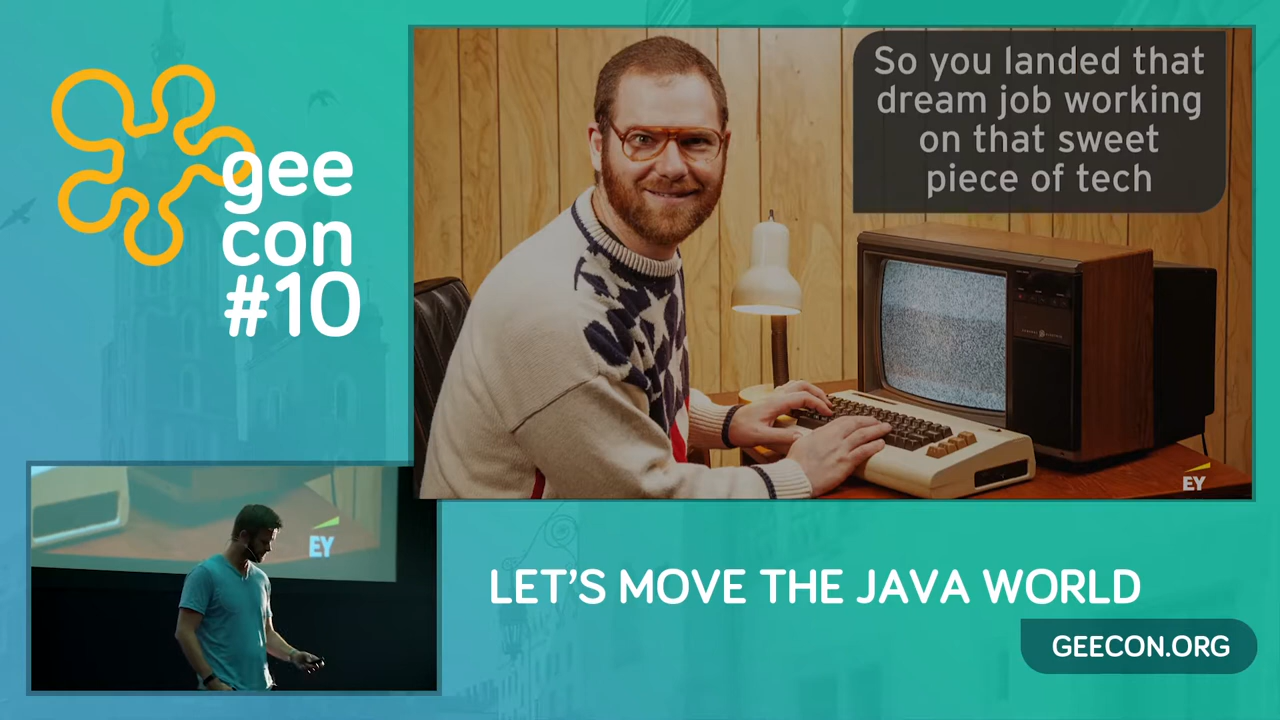 gee
con
#10
So you landed that
dream job working
on that sweet
piece of tech
EY
EY
LET'S MOVE THE JAVA WORLD
GEECON.ORG